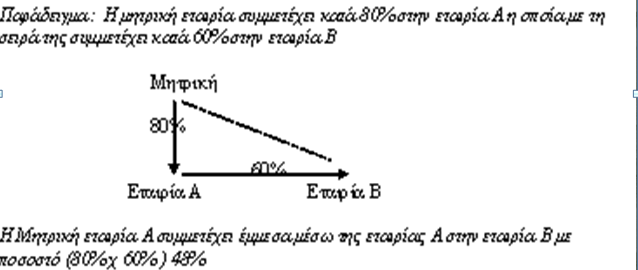 Παράδειγμα: Η μητρική εταιρία συμμετέχει κατά 80% στην εταιρία Α η οποία με τη
σειρά της συμμετέχει κατά 60% στην εταιρία Β
Μητρική
80%
60%
Εταιρία Α Εταιρία Β
Η Μητρική εταιρία Α συμμετέχει έμμεσα μέσω της εταιρίας Α στην εταιρία Β με
ποσοστό (80% χ 60%) 48%